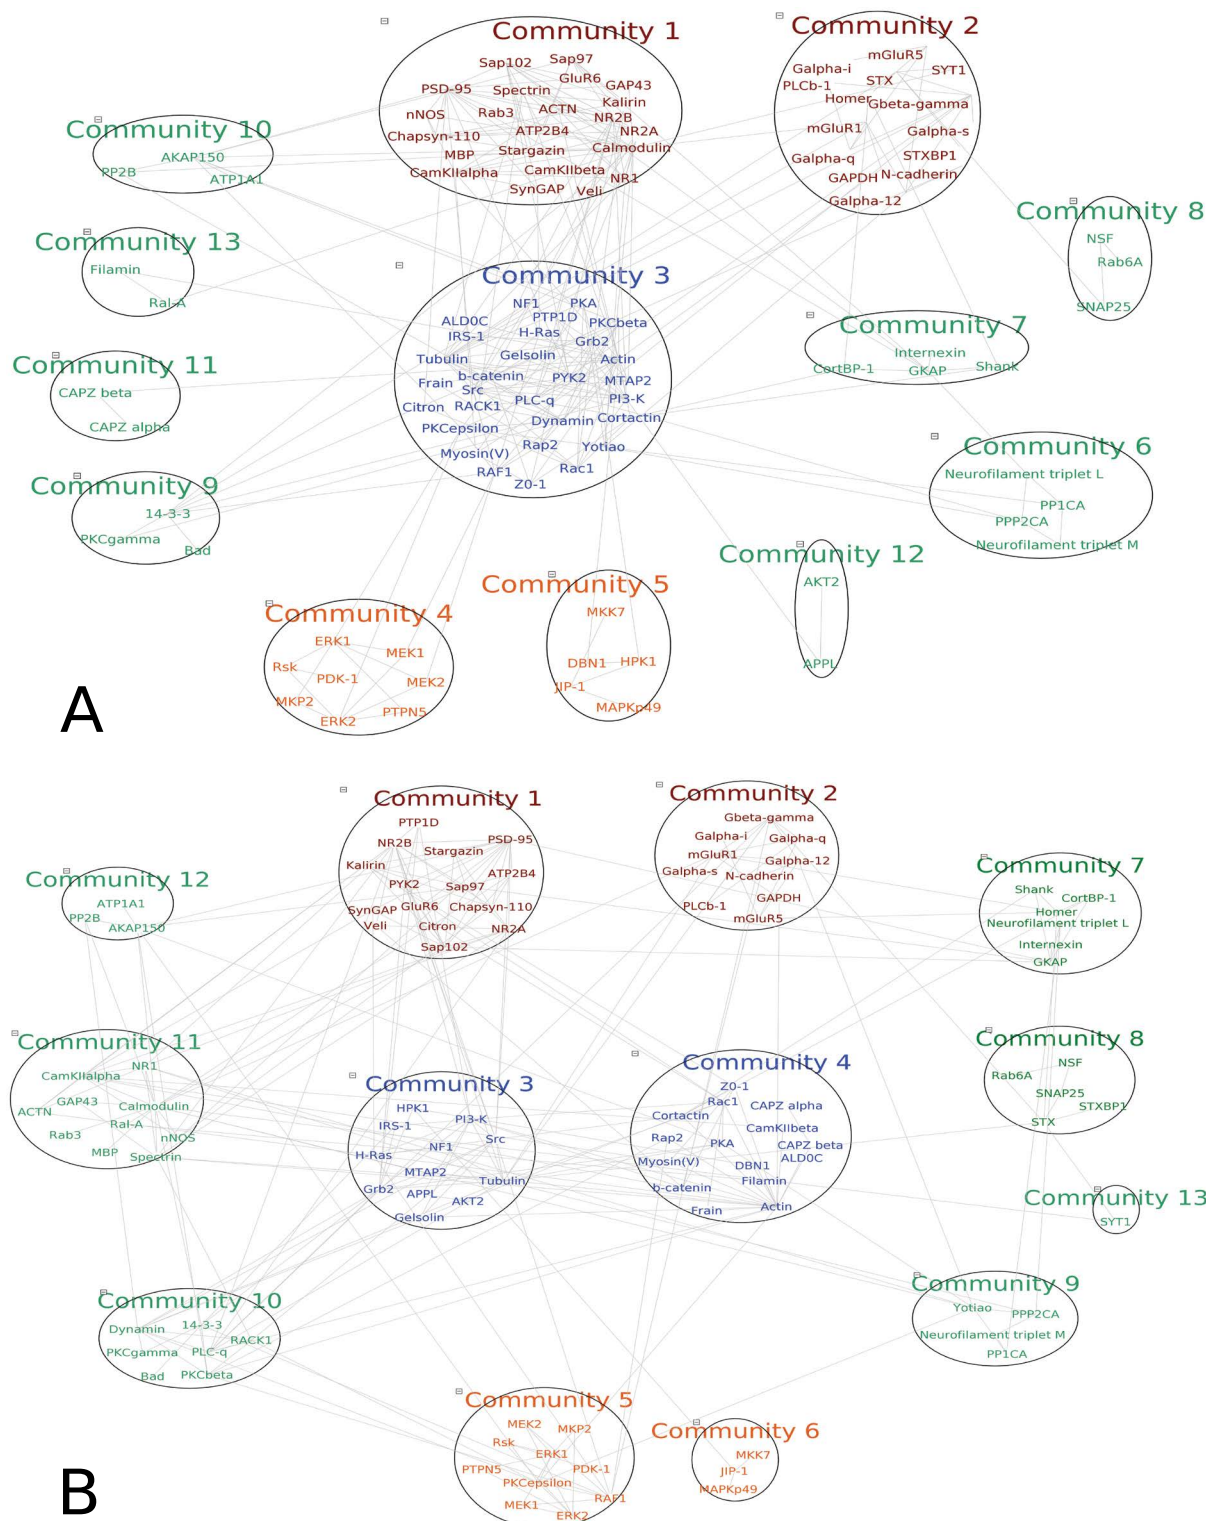 Community 1
Sap102 Sap97
GluR6
PSD-95 Spectrin GAP43
Kalirin
nNOS Rab3 ACTN NR2B
Chapsyn-110 ATP2B4 NR2A
MBP Stargazin Calmodulin
CamKIIalpha CamKIIbeta NR1
SynGAP Veli
Community 2
mGluR5
Galpha-i STX SYT1
PLCb-1
Homer Gbeta-gamma
mGluR1 Galpha-s
Galpha-q STXBP1
GAPDH N-cadherin
Galpha-12
Community 10
AKAP150
PP2B ATP1A1
Community 13
Filamin
Ral-A
Community 8
NSF
Rab6A
SNAP25
Community 3
NF1 PKA
ALD0C PTP1D PKCbeta
IRS-1 H-Ras Grb2
Tubulin Gelsolin Actin
Frain b-catenin PYK2 MTAP2
Src
Citron RACK1 PLC-q PI3-K
PKCepsilon Dynamin Cortactin
Myosin(V) Rap2 Yotiao
RAF1 Rac1
Z0-1
Community 7
Internexin
CortBP-1 GKAP Shank
Community 11
CAPZ beta
CAPZ alpha
Community 6
Neurofilament triplet L
PP1CA
PPP2CA
Neurofilament triplet M
Community 9
14-3-3
PKCgamma
Bad
Community 12
AKT2
APPL
Community 4
ERK1
MEK1
Rsk
PDK-1 MEK2
MKP2
ERK2 PTPN5
Community 5
MKK7
DBN1 HPK1
JIP-1
MAPKp49
A
Community 1
PTP1D
NR2B PSD-95
Stargazin
Kalirin
PYK2 Sap97 ATP2B4
SynGAP GluR6 Chapsyn-110
Veli Citron NR2A
Sap102
Community 2
Gbeta-gamma
Galpha-i Galpha-q
mGluR1 Galpha-12
Galpha-s N-cadherin
PLCb-1 GAPDH
mGluR5
Community 12
ATP1A1
PP2B
AKAP150
Community 7
Shank CortBP-1
Homer
Neurofilament triplet L
Internexin
GKAP
Community 11
NR1
CamKIIalpha
GAP43 Calmodulin
ACTN
Ral-A
Rab3 nNOS
MBP Spectrin
Community 3
HPK1
IRS-1 PI3-K
Src
H-Ras NF1
MTAP2
Grb2 APPL Tubulin
AKT2
Gelsolin
Community 4
Z0-1
Rac1 CAPZ alpha
Cortactin
CamKIIbeta
Rap2 PKA CAPZ beta
Myosin(V) ALD0C
DBN1
b-catenin Filamin
Frain Actin
Community 8
NSF
Rab6A
SNAP25
STXBP1
STX
Community 13
SYT1
Community 10
Dynamin 14-3-3
RACK1
PKCgamma PLC-q
Bad PKCbeta
Community 9
Yotiao PPP2CA
Neurofilament triplet M
PP1CA
Community 5
MEK2 MKP2
Rsk
ERK1
PTPN5 PDK-1
PKCepsilon
MEK1 RAF1
ERK2
Community 6
MKK7
JIP-1
MAPKp49
B